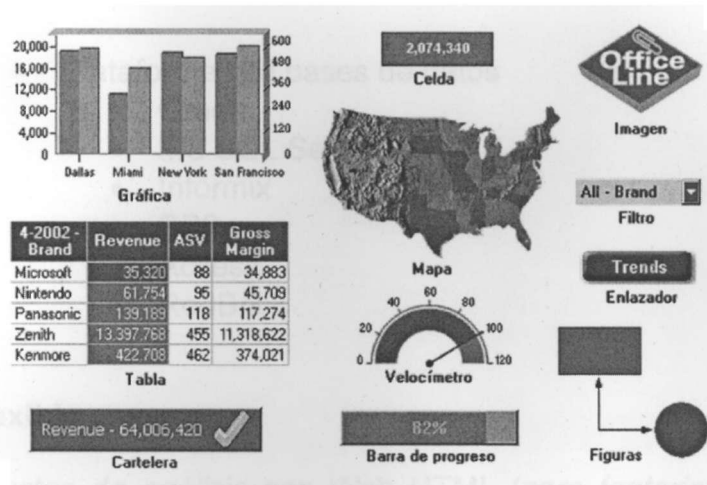 20,000
16,000
12,000
8,000
4,000
0
600
480
360
240
120
0
Dallas Miami New York San Francisco
Gráfica
2,074,340
Celda
Office
Line
Imagen
All - Brand
Filtro
Mapa
Trends
Enlazador
4-2002 - Brand Revenue ASV Gross Margin
Microsoft 35,320 88 34,883
Nintendo 61,754 95 45,709
Panasonic 139,189 118 117,274
Zenith 13,397,768 455 11,318,622
Kenmore 422,708 462 374,021
Tabla
0 20 40 60 80 100 120
Velocímetro
Revenue - 64,006,420
Cartelera
82%
Barra de progreso
Figuras